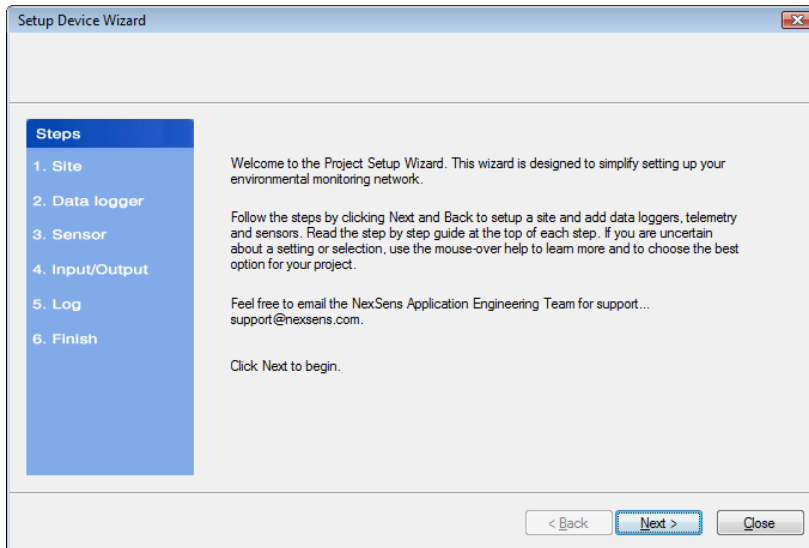 Setup Device Wizard
Steps
1. Site
2. Data logger
3. Sensor
4. Input/Output
5. Log
6. Finish
Welcome to the Project Setup Wizard. This wizard is designed to simplify setting up your
environmental monitoring network.
Follow the steps by clicking Next and Back to setup a site and add data loggers, telemetry
and sensors. Read the step by step guide at the top of each step. If you are uncertain
about a setting or selection, use the mouse-over help to learn more and to choose the best
option for your project.
Feel free to email the NexSens Application Engineering Team for support...
support@nexsens.com.
Click Next to begin.
< Back
Next >
Close